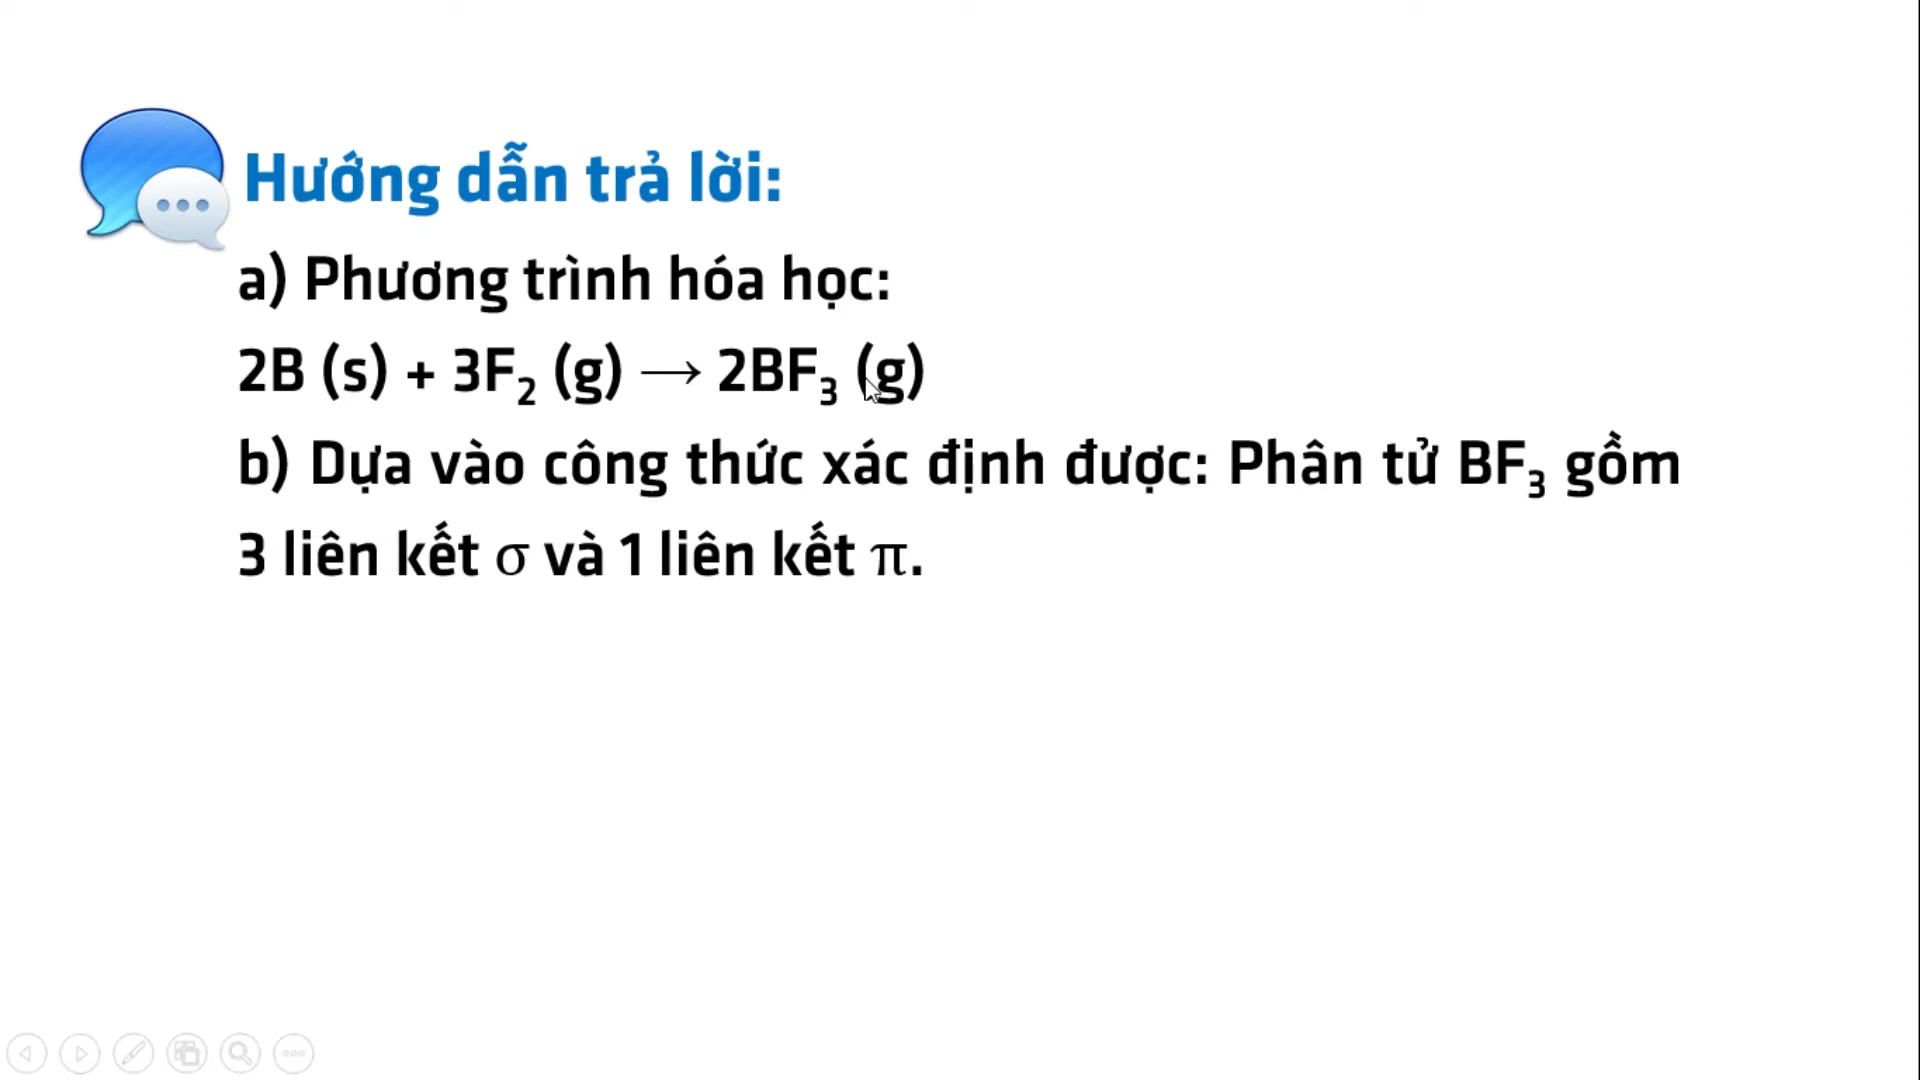 Hướng dẫn trả lời:
a) Phương trình hóa học:
2B (s) + 3F₂ (g) → 2BF₃ (g)
b) Dựa vào công thức xác định được: Phân tử BF₃ gồm
3 liên kết σ và 1 liên kết π.